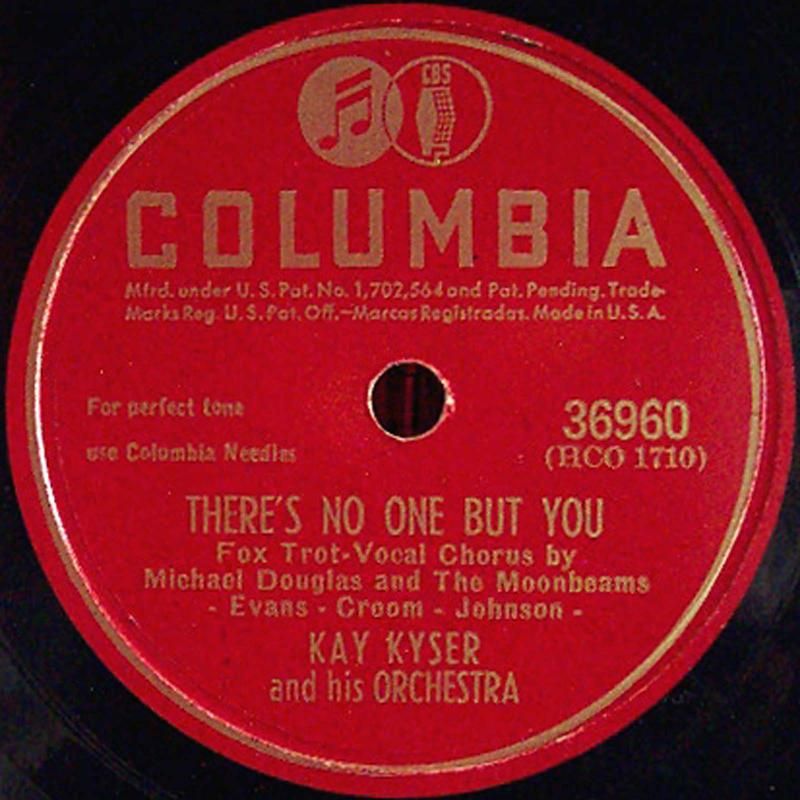 CBS
COLUMBIA
Mfrd. under U. S. Pat. No. 1,702,564 and Pat. Pending. Trade-
Marks Reg. U. S. Pat. Off.—Marcas Registradas. Made in U. S. A.
For perfect tone
use Columbia Needles
36960
(HCO 1710)
THERE'S NO ONE BUT YOU
Fox Trot-Vocal Chorus by
Michael Douglas and The Moonbeams
- Evans - Croom - Johnson -
KAY KYSER
and his ORCHESTRA